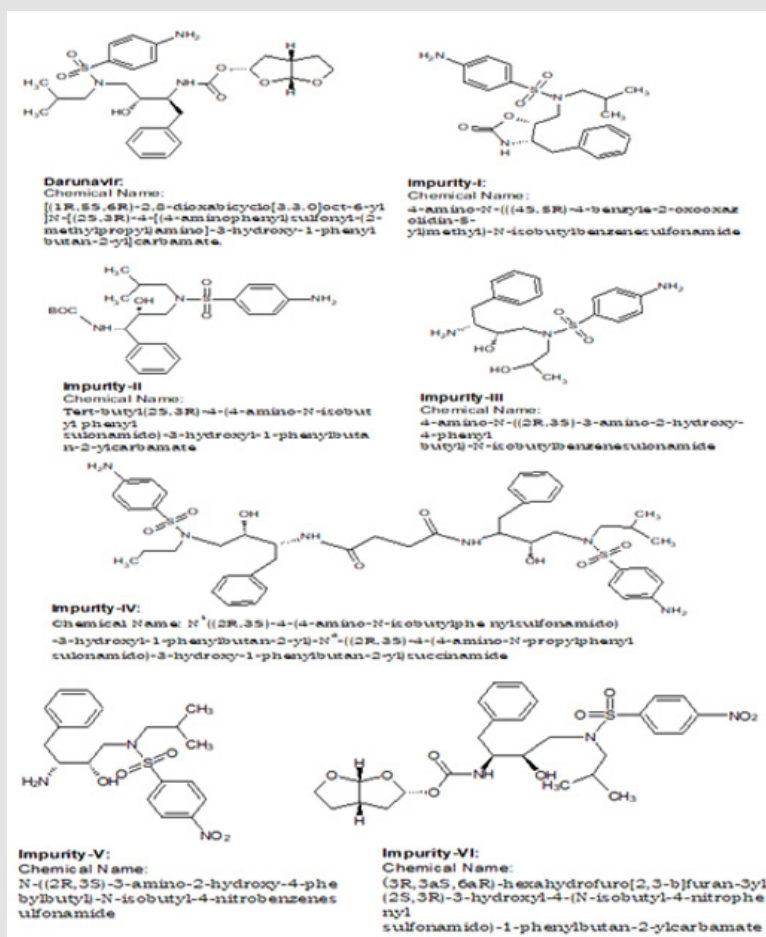 NH₂
O
S
O
H₃C
N
H₃C
HO
NH
O
O
H
O
O
H
Darunavir:
Chemical Name:
[(1R,5S,6R)-2,8-dioxabicyclo[3.3.0]oct-6-yl
]N-[(2S,3R)-4-[(4-aminophenyl)sulfonyl-(2-
methylpropyl)amino]-3-hydroxy-1-phenyl
butan-2-yl]carbamate.
H₂N
O
S
O
N
CH₃
CH₃
O
O
N
H
Impurity-I:
Chemical Name:
4-amino-N-(((4S,5R)-4-benzyle-2-oxooxaz
olidin-5-
yl)methyl)-N-isobutylbenzenesulfonamide
H₃C
H₃C
OH
N
O
S
O
NH₂
BOC
NH
Impurity-II
Chemical Name:
Tert-butyl(2S,3R)-4-(4-amino-N-isobut
yl phenyl
sulonamido)-3-hydroxyl-1-phenylbuta
n-2-ylcarbamate
NH₂
O
S
O
H₂N
N
HO
HO
CH₃
Impurity-III
Chemical Name:
4-amino-N-((2R,3S)-3-amino-2-hydroxy-
4-phenyl
butyl)-N-isobutylbenzenesulonamide
H₂N
O
S
O
N
H₃C
OH
NH
O
O
NH
OH
N
CH₃
CH₃
O
S
O
NH₂
Impurity-IV:
Chemical Name: N¹((2R,3S)-4-(4-amino-N-isobutylphe nylsulfonamido)
-3-hydroxyl-1-phenylbutan-2-yl)-N⁴-((2R,3S)-4-(4-amino-N-propylphenyl
sulonamido)-3-hydroxy-1-phenylbutan-2-yl)succinamide
CH₃
CH₃
N
O
S
O
H₂N
OH
NO₂
Impurity-V:
Chemical Name:
N-((2R,3S)-3-amino-2-hydroxy-4-phe
bylbutyl)-N-isobutyl-4-nitrobenzenes
ulfonamide
O
S
O
NO₂
N
H
O
O
H
O
O
NH
OH
H₃C
CH₃
Impurity-VI:
Chemical Name:
(3R,3aS,6aR)-hexahydrofuro[2,3-b]furan-3yl
(2S,3R)-3-hydroxyl-4-(N-isobutyl-4-nitrophe
nyl
sulfonamido)-1-phenylbutan-2-ylcarbamate